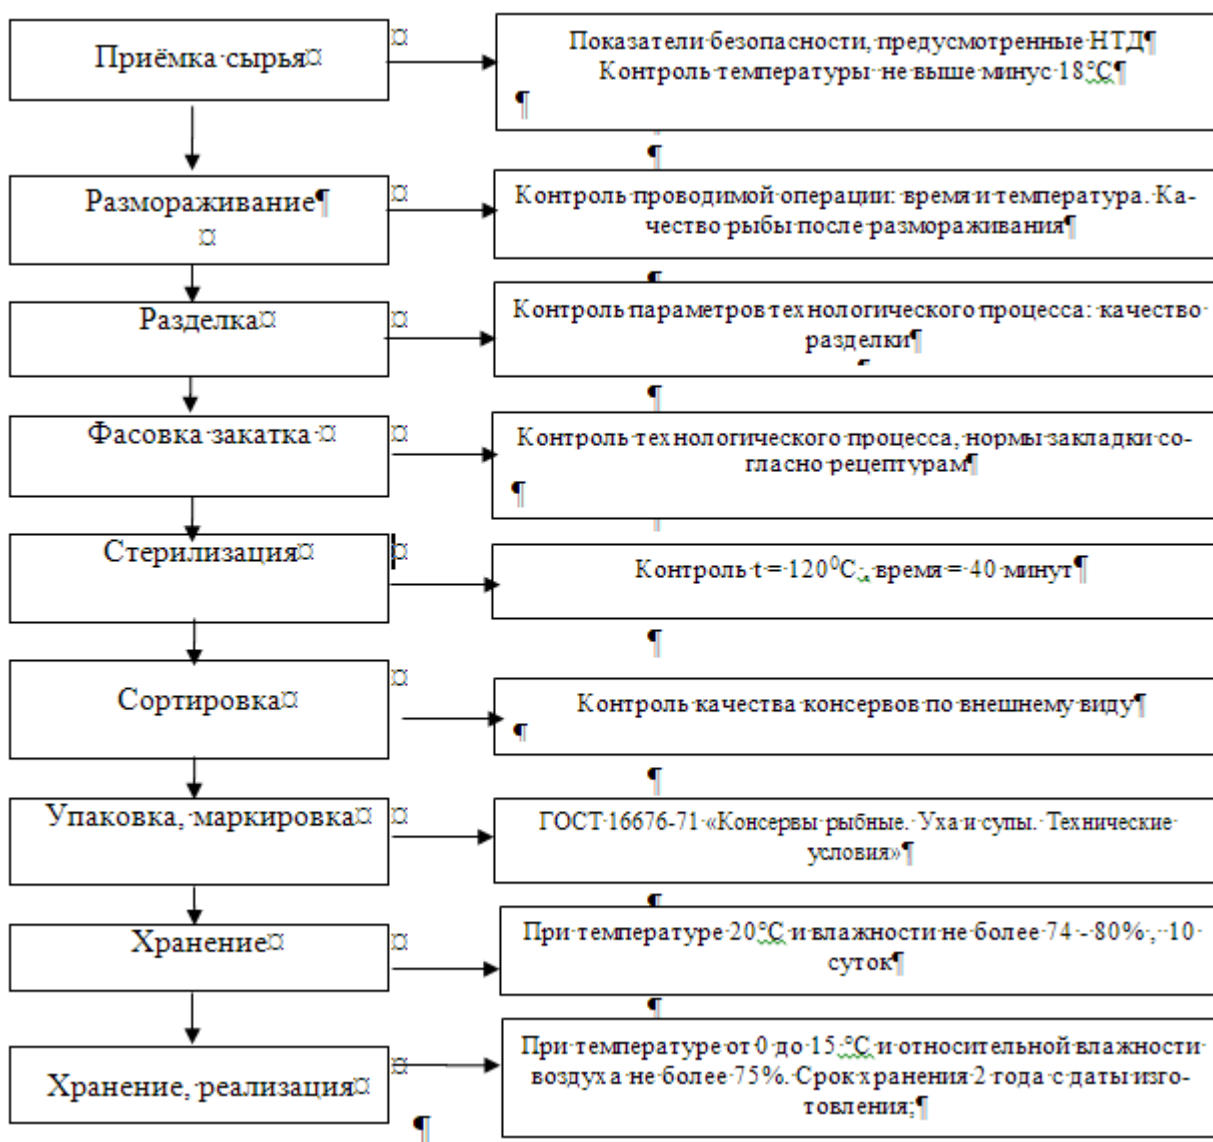 Приёмка сырья
Показатели безопасности, предусмотренные НТД
Контроль температуры не выше минус 18°С
Размораживание
Контроль проводимой операции: время и температура. Ка-
чество рыбы после размораживания
Разделка
Контроль параметров технологического процесса: качество
разделки
Фасовка закатка
Контроль технологического процесса, нормы закладки со-
гласно рецептурам
Стерилизация
Контроль t = 120⁰С , время = 40 минут
Сортировка
Контроль качества консервов по внешнему виду
Упаковка, маркировка
ГОСТ 16676-71 «Консервы рыбные. Уха и супы. Технические
условия»
Хранение
При температуре 20°С и влажности не более 74 - 80% , 10
суток
Хранение, реализация
При температуре от 0 до 15 °С и относительной влажности
воздуха не более 75%. Срок хранения 2 года с даты изго-
товления;